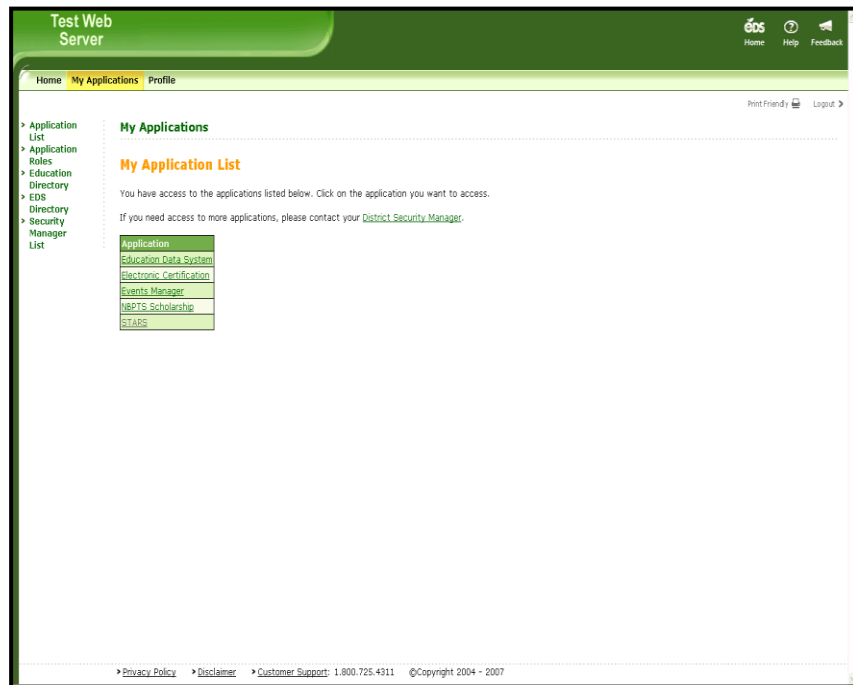 Test Web
Server
eds
Home Help Feedback
Home My Applications Profile
Print Friendly Logout
Application
List
Application
Roles
Education
Directory
EDS
Directory
Security
Manager
List
My Applications
My Application List
You have access to the applications listed below. Click on the application you want to access.
If you need access to more applications, please contact your District Security Manager.
Application
Education Data System
Electronic Certification
Events Manager
NBPTS Scholarship
STARS
Privacy Policy Disclaimer Customer Support: 1.800.725.4311 ©Copyright 2004 - 2007